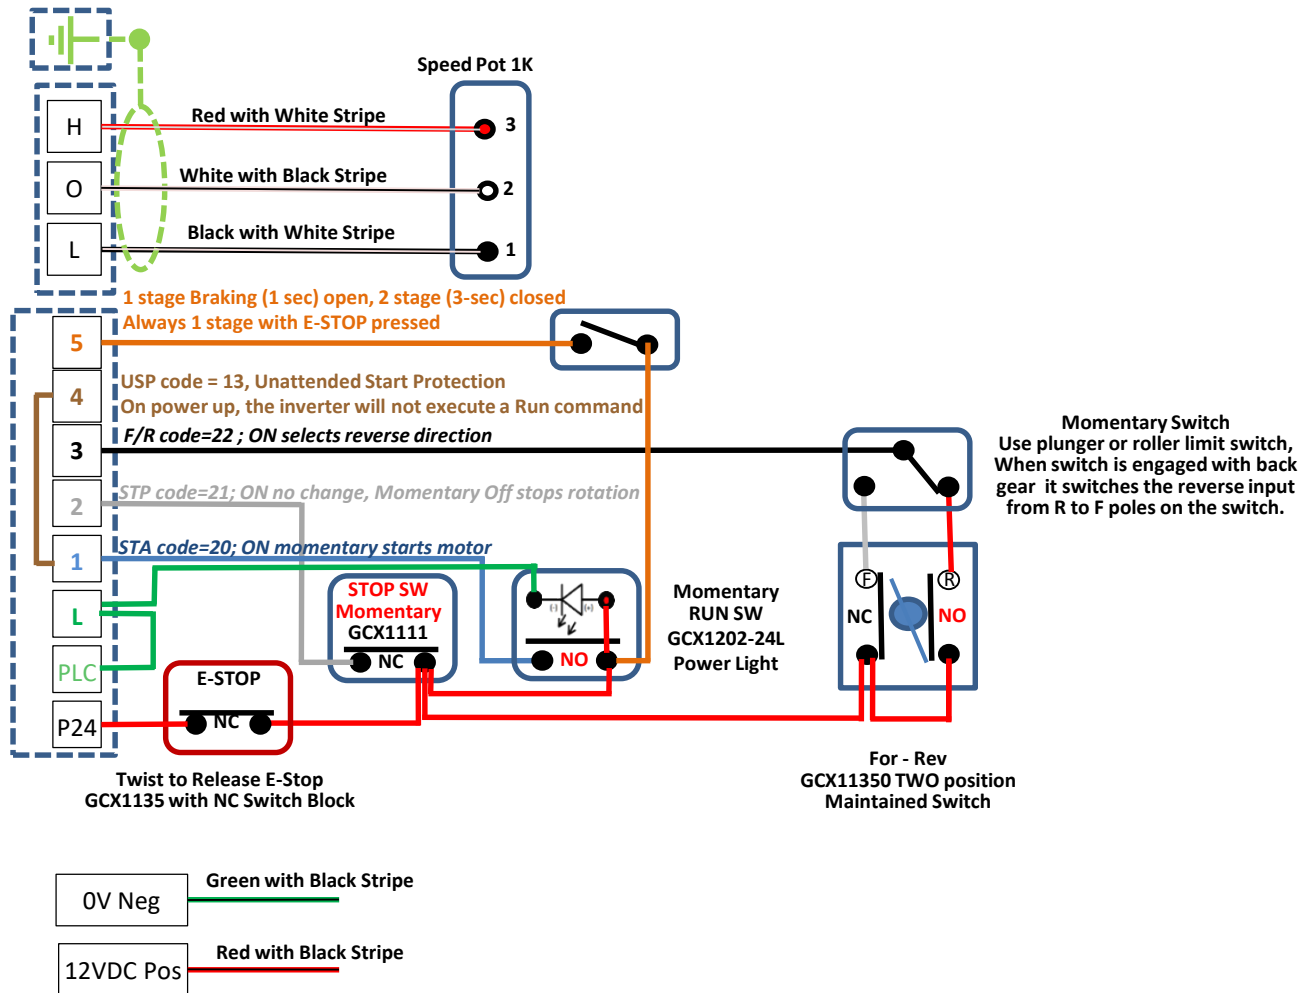 Speed Pot 1K
H
Red with White Stripe
3
O
White with Black Stripe
2
L
Black with White Stripe
1
1 stage Braking (1 sec) open, 2 stage (3-sec) closed
Always 1 stage with E-STOP pressed
5
USP code = 13, Unattended Start Protection
4
On power up, the inverter will not execute a Run command
F/R code=22 ; ON selects reverse direction
3
Momentary Switch
Use plunger or roller limit switch,
When switch is engaged with back
gear it switches the reverse input
from R to F poles on the switch.
STP code=21; ON no change, Momentary Off stops rotation
2
STA code=20; ON momentary starts motor
1
STOP SW
Momentary
GCX1111
NC
(-)
(+)
NO
Momentary
RUN SW
GCX1202-24L
Power Light
F
R
NC
NO
L
PLC
P24
E-STOP
NC
Twist to Release E-Stop
GCX1135 with NC Switch Block
For - Rev
GCX11350 TWO position
Maintained Switch
0V Neg
Green with Black Stripe
12VDC Pos
Red with Black Stripe